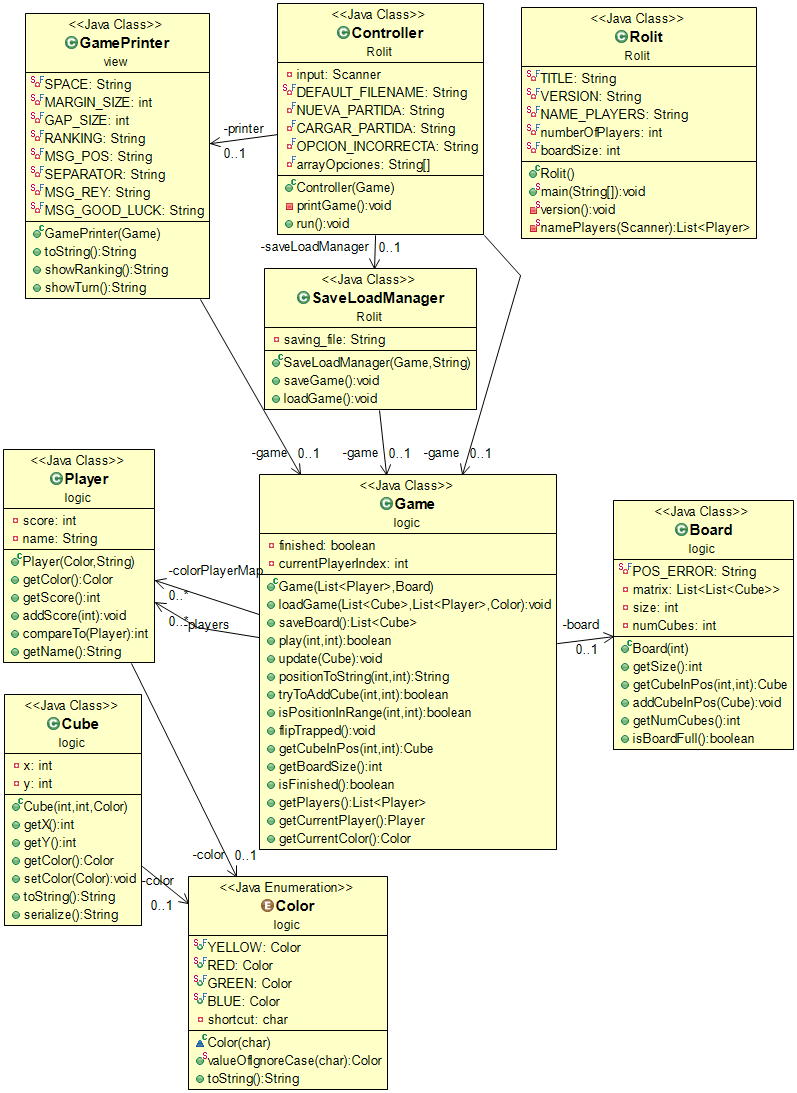 <<Java Class>>
GamePrinter
view
SPACE: String
MARGIN_SIZE: int
GAP_SIZE: int
RANKING: String
MSG_POS: String
SEPARATOR: String
MSG_REY: String
MSG_GOOD_LUCK: String
GamePrinter(Game)
toString():String
showRanking():String
showTurn():String
-printer
0..1
<<Java Class>>
Controller
Rolit
input: Scanner
DEFAULT_FILENAME: String
NUEVA_PARTIDA: String
CARGAR_PARTIDA: String
OPCION_INCORRECTA: String
arrayOpciones: String[]
Controller(Game)
printGame():void
run():void
<<Java Class>>
Rolit
Rolit
TITLE: String
VERSION: String
NAME_PLAYERS: String
numberOfPlayers: int
boardSize: int
Rolit()
main(String[]):void
version():void
namePlayers(Scanner):List<Player>
-saveLoadManager 0..1
<<Java Class>>
SaveLoadManager
Rolit
saving_file: String
SaveLoadManager(Game,String)
saveGame():void
loadGame():void
-game 0..1
-game 0..1
-game 0..1
<<Java Class>>
Player
logic
score: int
name: String
Player(Color,String)
getColor():Color
getScore():int
addScore(int):void
compareTo(Player):int
getName():String
-colorPlayerMap
0..*
0..*
-players
<<Java Class>>
Game
logic
finished: boolean
currentPlayerIndex: int
Game(List<Player>,Board)
loadGame(List<Cube>,List<Player>,Color):void
saveBoard():List<Cube>
play(int,int):boolean
update(Cube):void
positionToString(int,int):String
tryToAddCube(int,int):boolean
isPositionInRange(int,int):boolean
flipTrapped():void
getCubeInPos(int,int):Cube
getBoardSize():int
isFinished():boolean
getPlayers():List<Player>
getCurrentPlayer():Player
getCurrentColor():Color
-board
0..1
<<Java Class>>
Board
logic
POS_ERROR: String
matrix: List<List<Cube>>
size: int
numCubes: int
Board(int)
getSize():int
getCubeInPos(int,int):Cube
addCubeInPos(Cube):void
getNumCubes():int
isBoardFull():boolean
<<Java Class>>
Cube
logic
x: int
y: int
Cube(int,int,Color)
getX():int
getY():int
getColor():Color
setColor(Color):void
toString():String
serialize():String
-color 0..1
-color
0..1
<<Java Enumeration>>
Color
logic
YELLOW: Color
RED: Color
GREEN: Color
BLUE: Color
shortcut: char
Color(char)
valueOfIgnoreCase(char):Color
toString():String